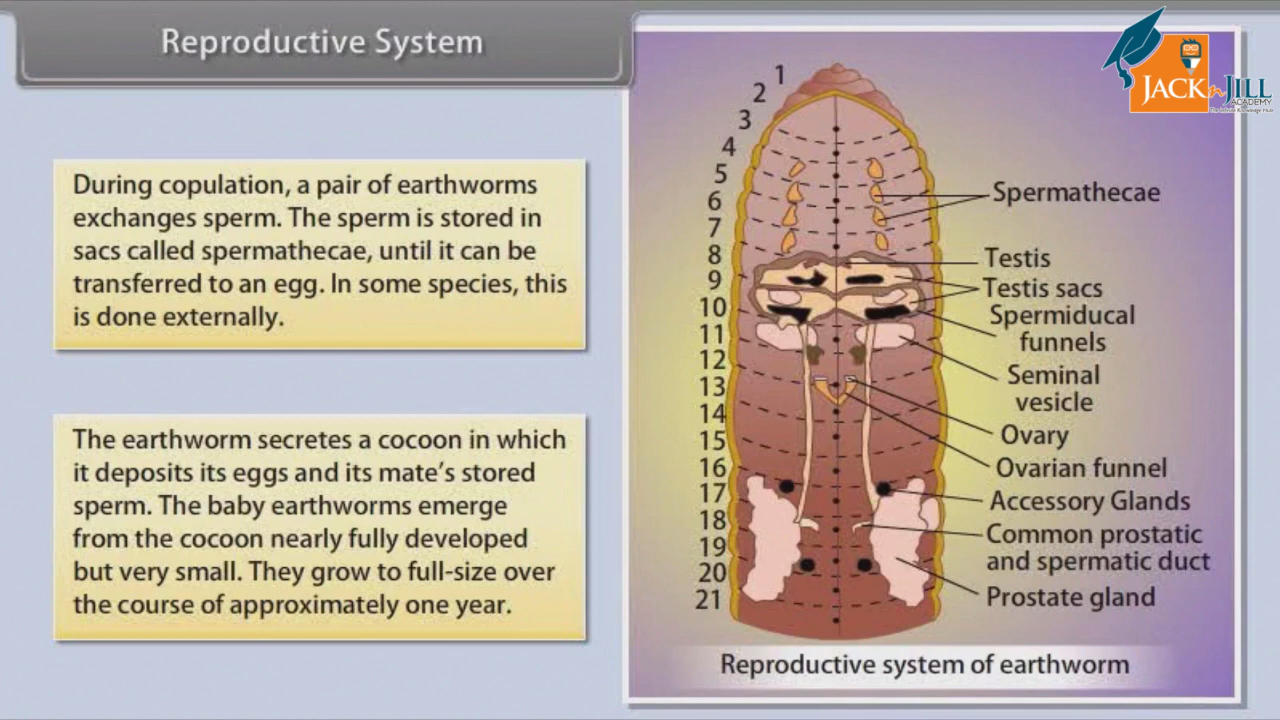 Reproductive System
During copulation, a pair of earthworms
exchanges sperm. The sperm is stored in
sacs called spermathecae, until it can be
transferred to an egg. In some species, this
is done externally.
The earthworm secretes a cocoon in which
it deposits its eggs and its mate's stored
sperm. The baby earthworms emerge
from the cocoon nearly fully developed
but very small. They grow to full-size over
the course of approximately one year.
JACK n JILL
ACADEMY
1
2
3
4
5
6
7
8
9
10
11
12
13
14
15
16
17
18
19
20
21
Spermathecae
Testis
Testis sacs
Spermiducal
funnels
Seminal
vesicle
Ovary
Ovarian funnel
Accessory Glands
Common prostatic
and spermatic duct
Prostate gland
Reproductive system of earthworm